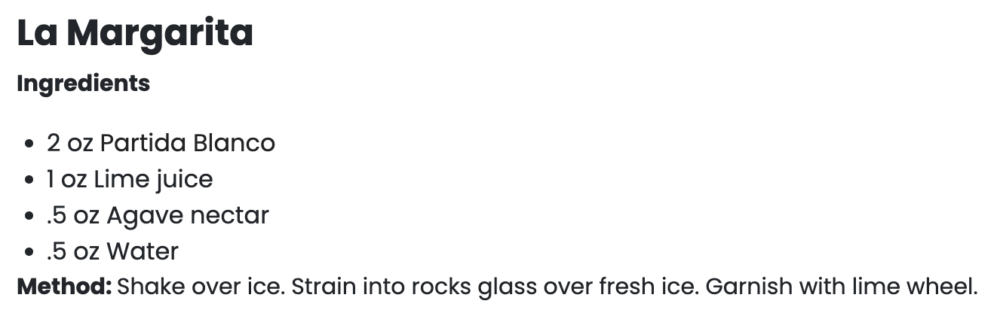 La Margarita
Ingredients
• 2 oz Partida Blanco
• 1 oz Lime juice
• .5 oz Agave nectar
• .5 oz Water
Method: Shake over ice. Strain into rocks glass over fresh ice. Garnish with lime wheel.